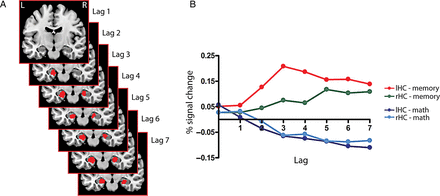 A
L
R
Lag 1
Lag 2
Lag 3
Lag 4
Lag 5
Lag 6
Lag 7
B
% signal change
0.25
0.15
0.05
-0.05
-0.15
1
2
3
4
5
6
7
Lag
lHC - memory
rHC - memory
lHC - math
rHC - math